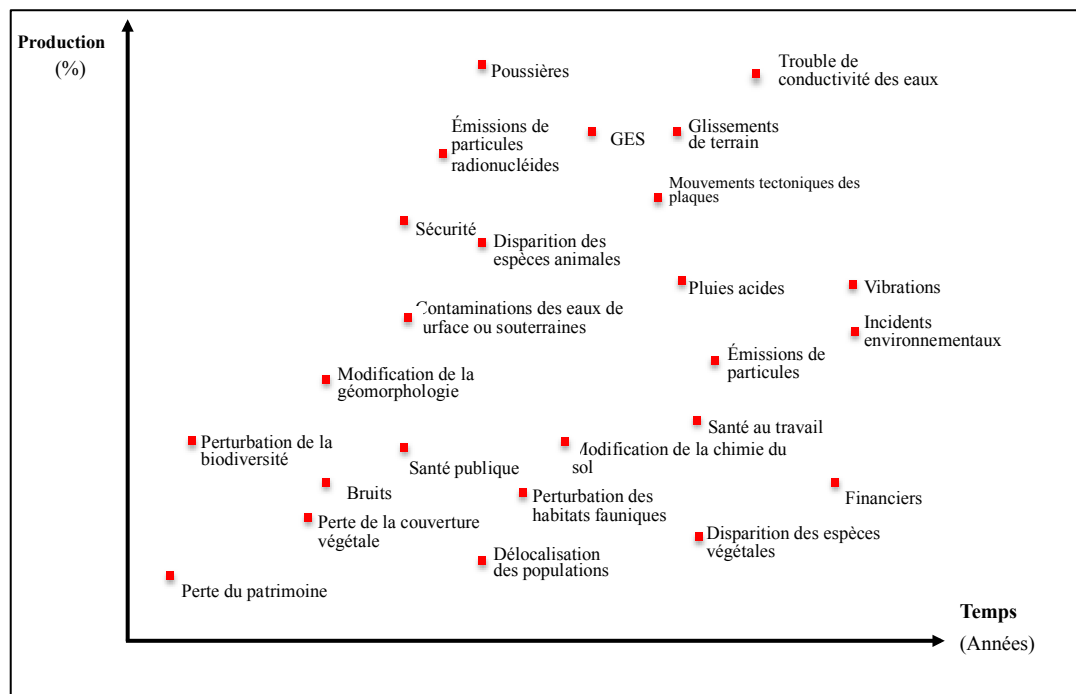 Production
(%)
Poussières
Trouble de
conductivité des eaux
Émissions de
particules
radionucléides
GES
Glissements
de terrain
Mouvements tectoniques des
plaques
Sécurité
Disparition des
espèces animales
Pluies acides
Vibrations
Contaminations des eaux de
surface ou souterraines
Incidents
environnementaux
Émissions de
particules
Modification de la
géomorphologie
Santé au travail
Perturbation de la
biodiversité
Santé publique
Modification de la chimie du
sol
Bruits
Perturbation des
habitats fauniques
Financiers
Perte de la couverture
végétale
Disparition des espèces
végétales
Délocalisation
des populations
Perte du patrimoine
Temps
(Années)